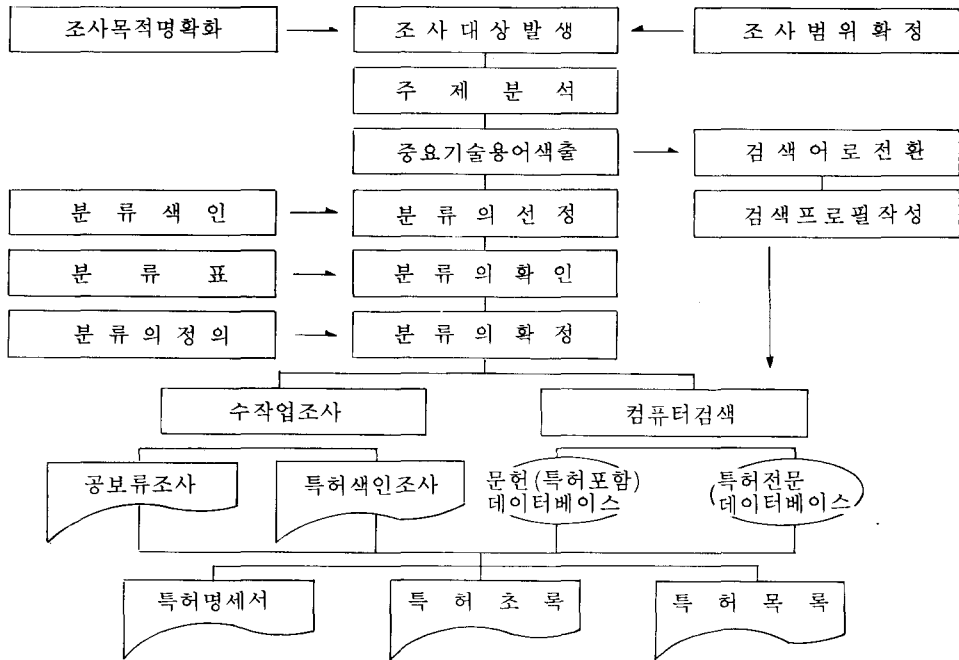 조사목적명확화
조 사 대 상 발 생
조 사 범 위 확 정
주 제 분 석
중요기술용어색출
검 색 어 로 전 환
분 류 색 인
분 류 의 선 정
검색프로필작성
분 류 표
분 류 의 확 인
분 류 의 정 의
분 류 의 확 정
수작업조사
컴퓨터검색
공보류조사
특허색인조사
문헌(특허포함)
데이터베이스
특허전문
데이터베이스
특허명세서
특 허 초 록
특 허 목 록